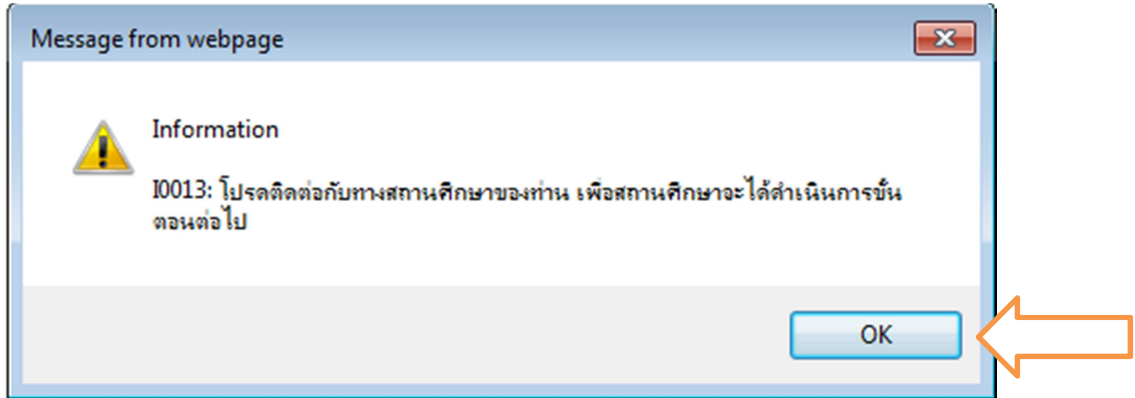 Message from webpage
Information
I0013: โปรดติดต่อกับทางสถานศึกษาของท่าน เพื่อสถานศึกษาจะได้ดำเนินการขั้น
ตอนต่อไป
OK